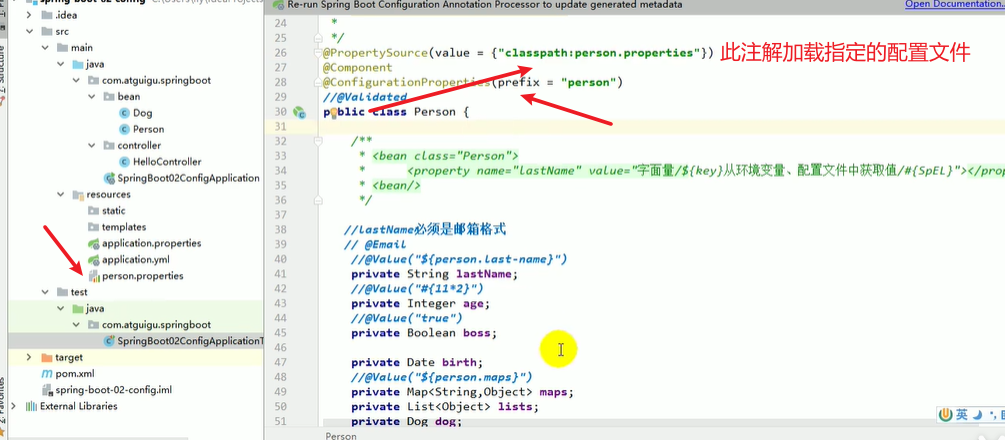 spring-boot-02-config
Re-run Spring Boot Configuration Annotation Processor to update generated metadata
Open Documentation..
.idea
src
main
java
com.atguigu.springboot
bean
Dog
Person
controller
HelloController
SpringBoot02ConfigApplication
resources
static
templates
application.properties
application.yml
person.properties
test
java
com.atguigu.springboot
SpringBoot02ConfigApplicationT
target
pom.xml
spring-boot-02-config.iml
External Libraries
24 *
25 */
26 @PropertySource(value = {"classpath:person.properties"}) 此注解加载指定的配置文件
27 @Component
28 @ConfigurationProperties(prefix = "person")
29 //@Validated
30 public class Person {
31
32 /**
33 * <bean class="Person">
34 * <property name="lastName" value="字面量/${key}从环境变量、配置文件中获取值/#{SpEL}"></prop
35 * <bean/>
36 */
37
38 //lastName必须是邮箱格式
39 // @Email
40 //@Value("${person.last-name}")
41 private String lastName;
42 //@Value("#{11*2}")
43 private Integer age;
44 //@Value("true")
45 private Boolean boss;
46
47 private Date birth;
48 //@Value("${person.maps}")
49 private Map<String,Object> maps;
50 private List<Object> lists;
51 private Dog dog;
Person
英